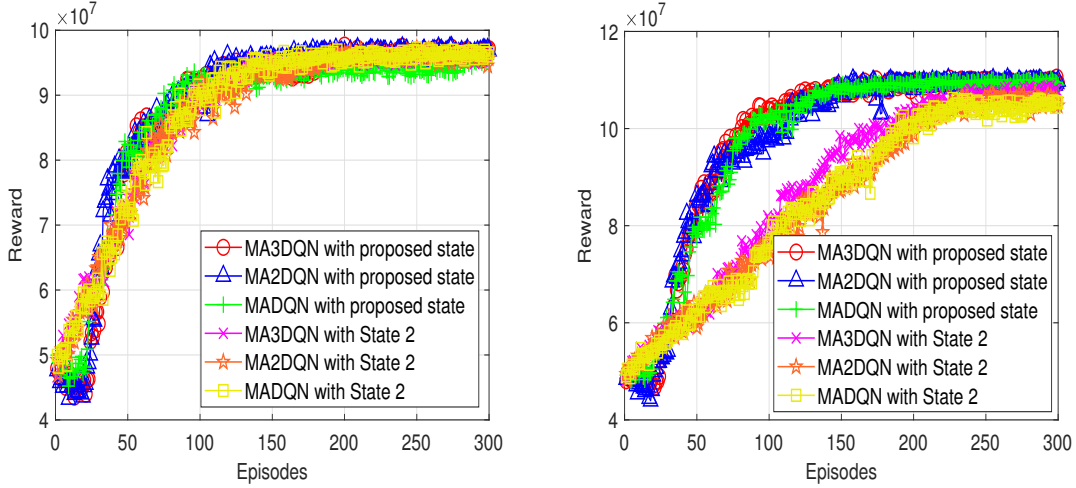 ×10^7
10
9
8
7
6
5
4
Reward
0
50
100
150
200
250
300
Episodes
MA3DQN with proposed state
MA2DQN with proposed state
MADQN with proposed state
MA3DQN with State 2
MA2DQN with State 2
MADQN with State 2
×10^7
12
10
8
6
4
Reward
0
50
100
150
200
250
300
Episodes
MA3DQN with proposed state
MA2DQN with proposed state
MADQN with proposed state
MA3DQN with State 2
MA2DQN with State 2
MADQN with State 2